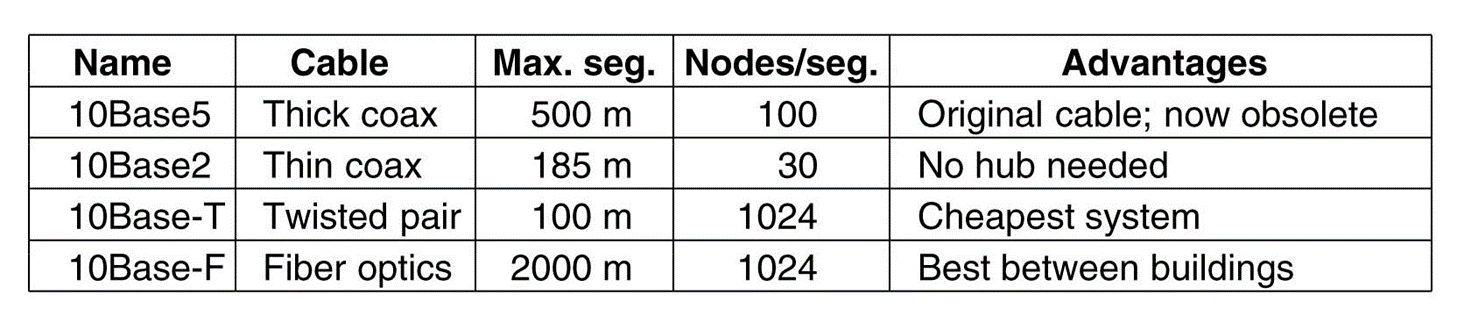 Name Cable Max. seg. Nodes/seg. Advantages
10Base5 Thick coax 500 m 100 Original cable; now obsolete
10Base2 Thin coax 185 m 30 No hub needed
10Base-T Twisted pair 100 m 1024 Cheapest system
10Base-F Fiber optics 2000 m 1024 Best between buildings